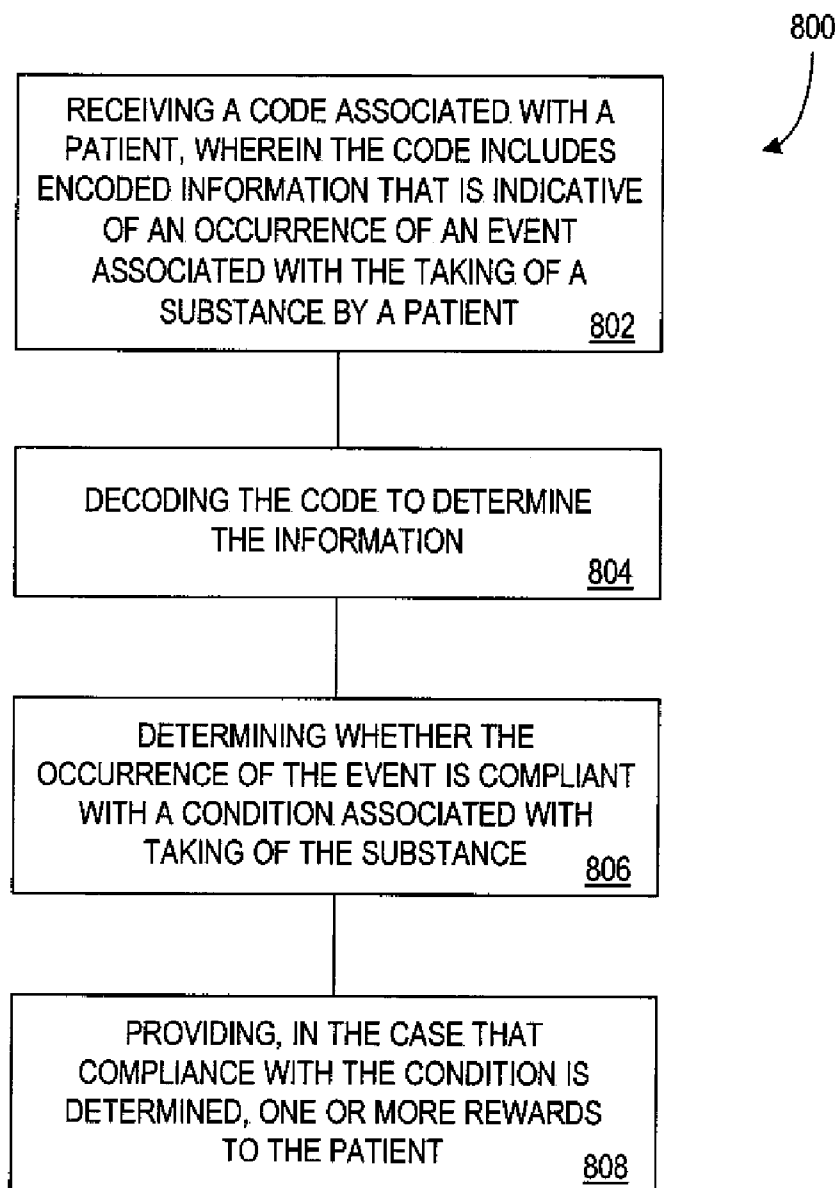 800
RECEIVING A CODE ASSOCIATED WITH A
PATIENT, WHEREIN THE CODE INCLUDES
ENCODED INFORMATION THAT IS INDICATIVE
OF AN OCCURRENCE OF AN EVENT
ASSOCIATED WITH THE TAKING OF A
SUBSTANCE BY A PATIENT
802
DECODING THE CODE TO DETERMINE
THE INFORMATION
804
DETERMINING WHETHER THE
OCCURRENCE OF THE EVENT IS COMPLIANT
WITH A CONDITION ASSOCIATED WITH
TAKING OF THE SUBSTANCE
806
PROVIDING, IN THE CASE THAT
COMPLIANCE WITH THE CONDITION IS
DETERMINED, ONE OR MORE REWARDS
TO THE PATIENT
808